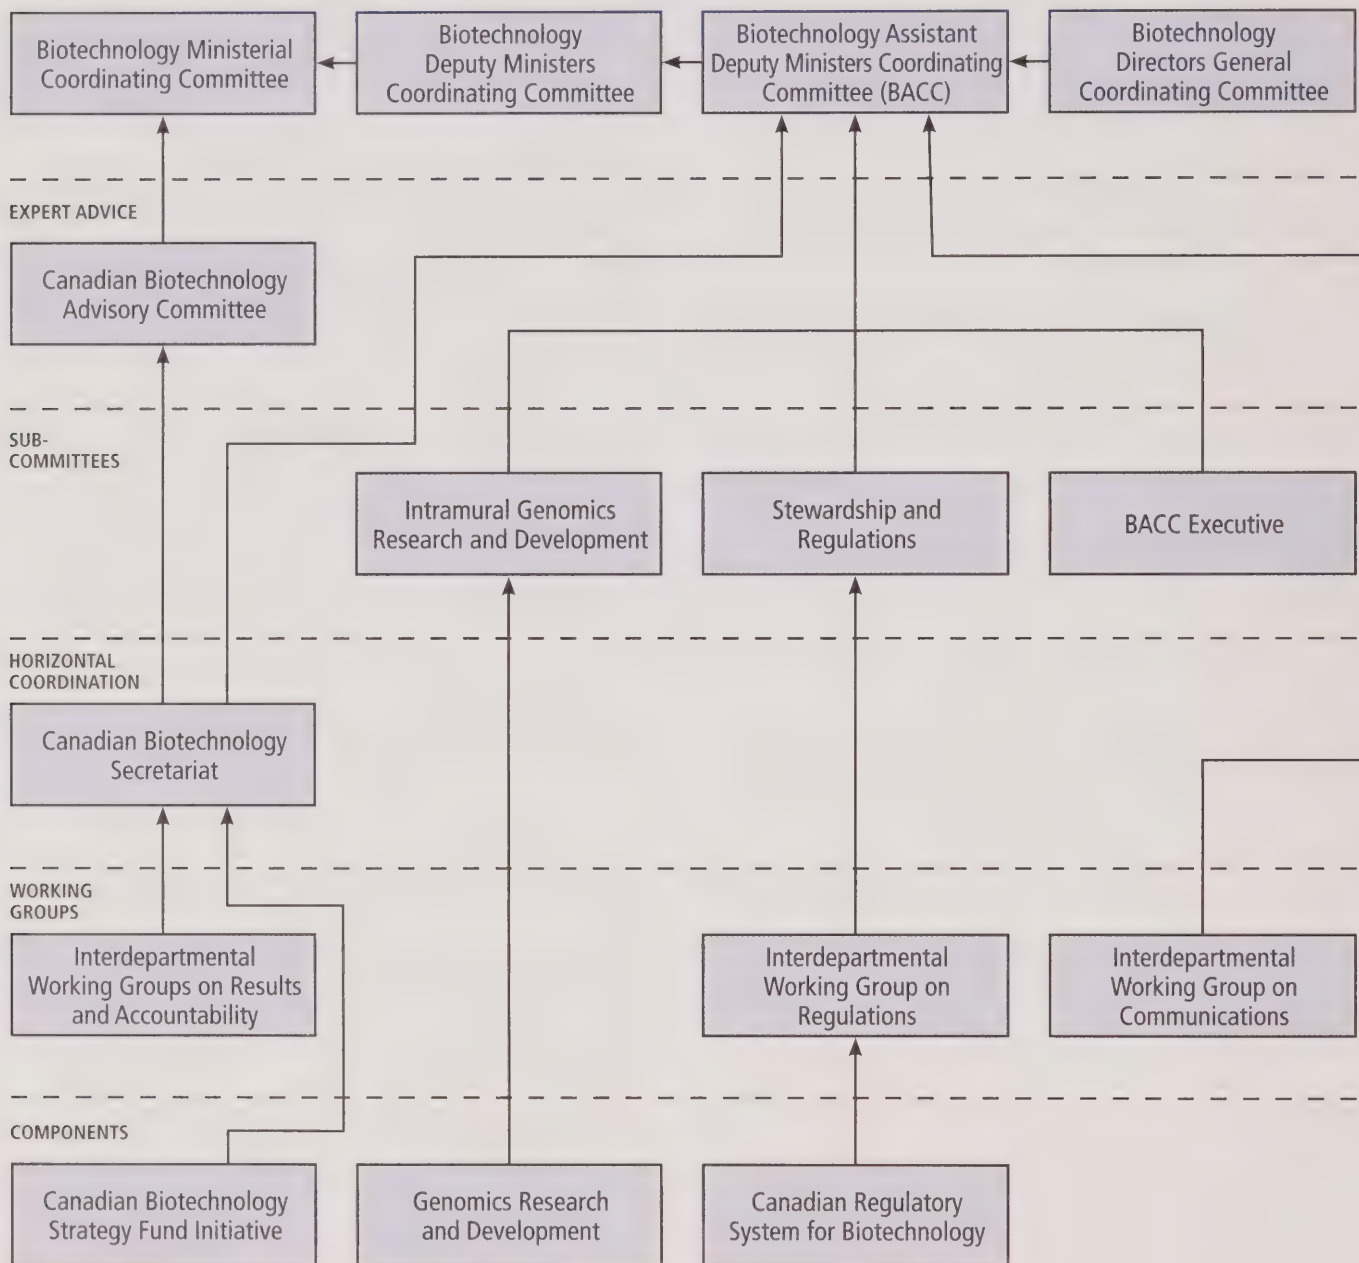 Biotechnology Ministerial
Coordinating Committee
Biotechnology
Deputy Ministers
Coordinating Committee
Biotechnology Assistant
Deputy Ministers Coordinating
Committee (BACC)
Biotechnology
Directors General
Coordinating Committee
EXPERT ADVICE
Canadian Biotechnology
Advisory Committee
SUB-
COMMITTEES
Intramural Genomics
Research and Development
Stewardship and
Regulations
BACC Executive
HORIZONTAL
COORDINATION
Canadian Biotechnology
Secretariat
WORKING
GROUPS
Interdepartmental
Working Groups on Results
and Accountability
Interdepartmental
Working Group on
Regulations
Interdepartmental
Working Group on
Communications
COMPONENTS
Canadian Biotechnology
Strategy Fund Initiative
Genomics Research
and Development
Canadian Regulatory
System for Biotechnology